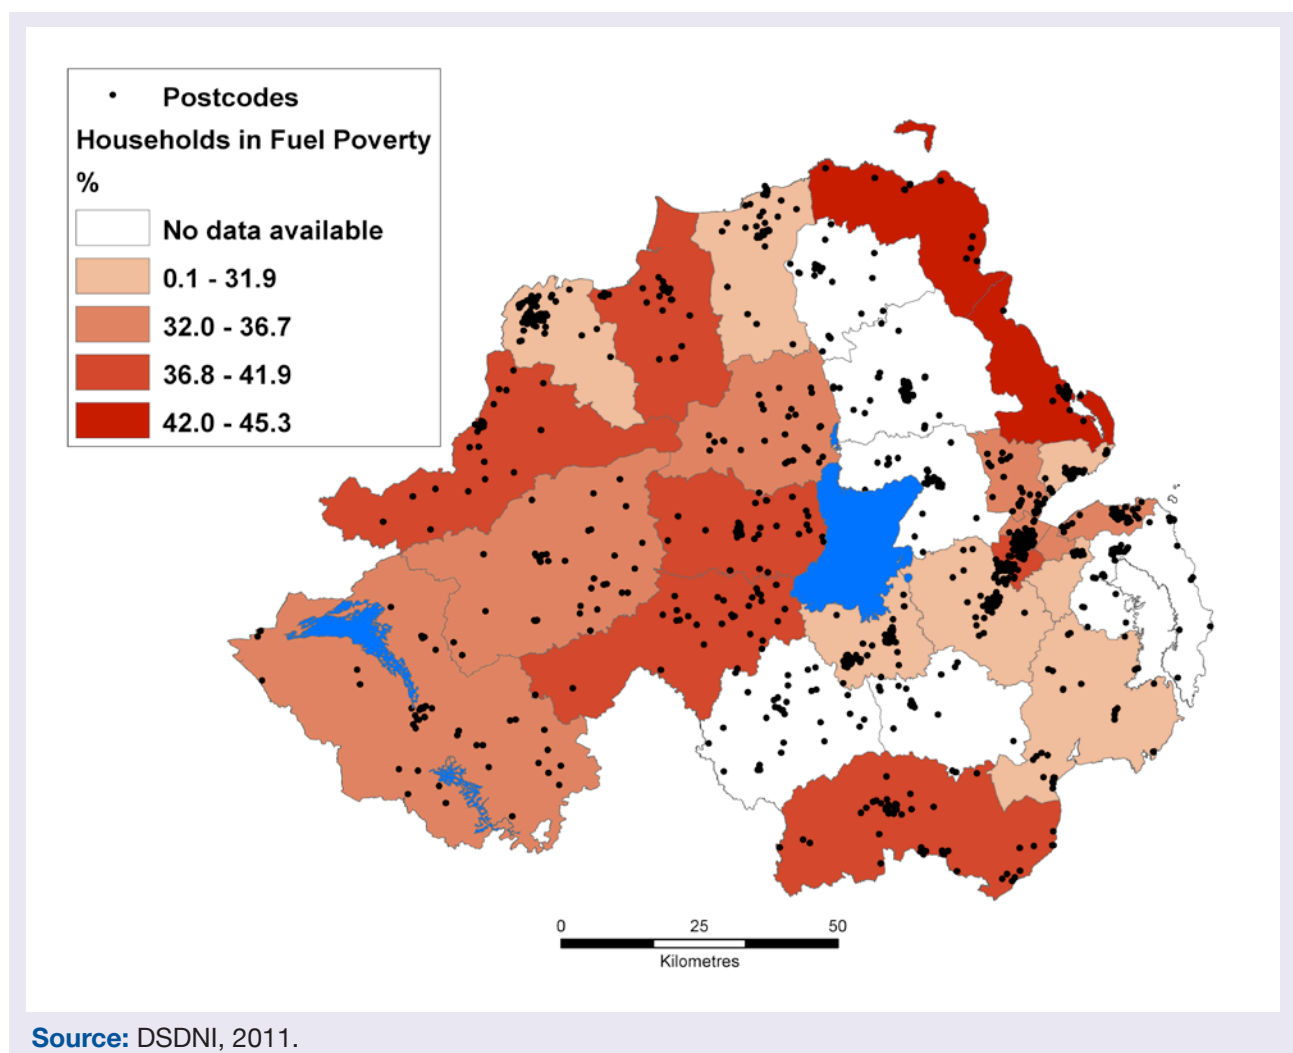 Postcodes
Households in Fuel Poverty
%
No data available
0.1 - 31.9
32.0 - 36.7
36.8 - 41.9
42.0 - 45.3
0 25 50
Kilometres
Source: DSDNI, 2011.